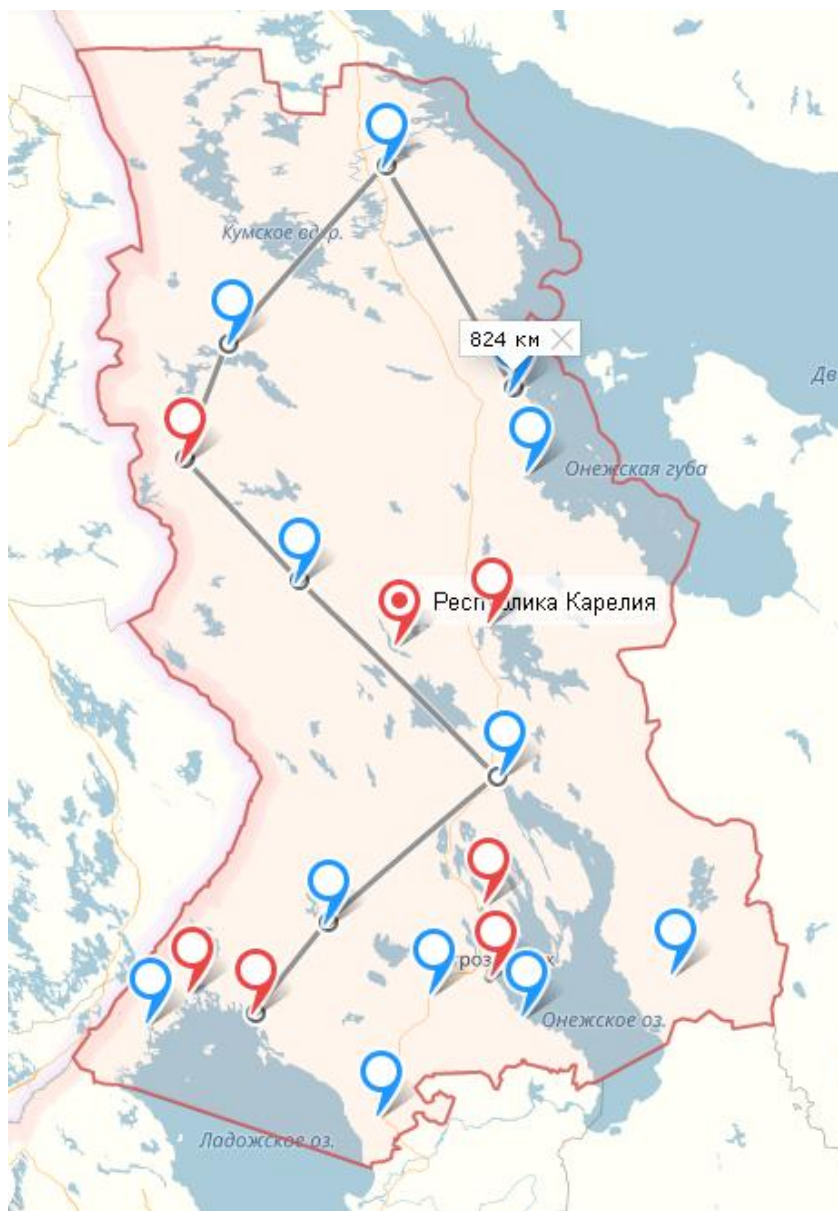 Кумское вдхр.
824 км
Дв
Онежская губа
Республика Карелия
Онежское оз.
Ладожское оз.